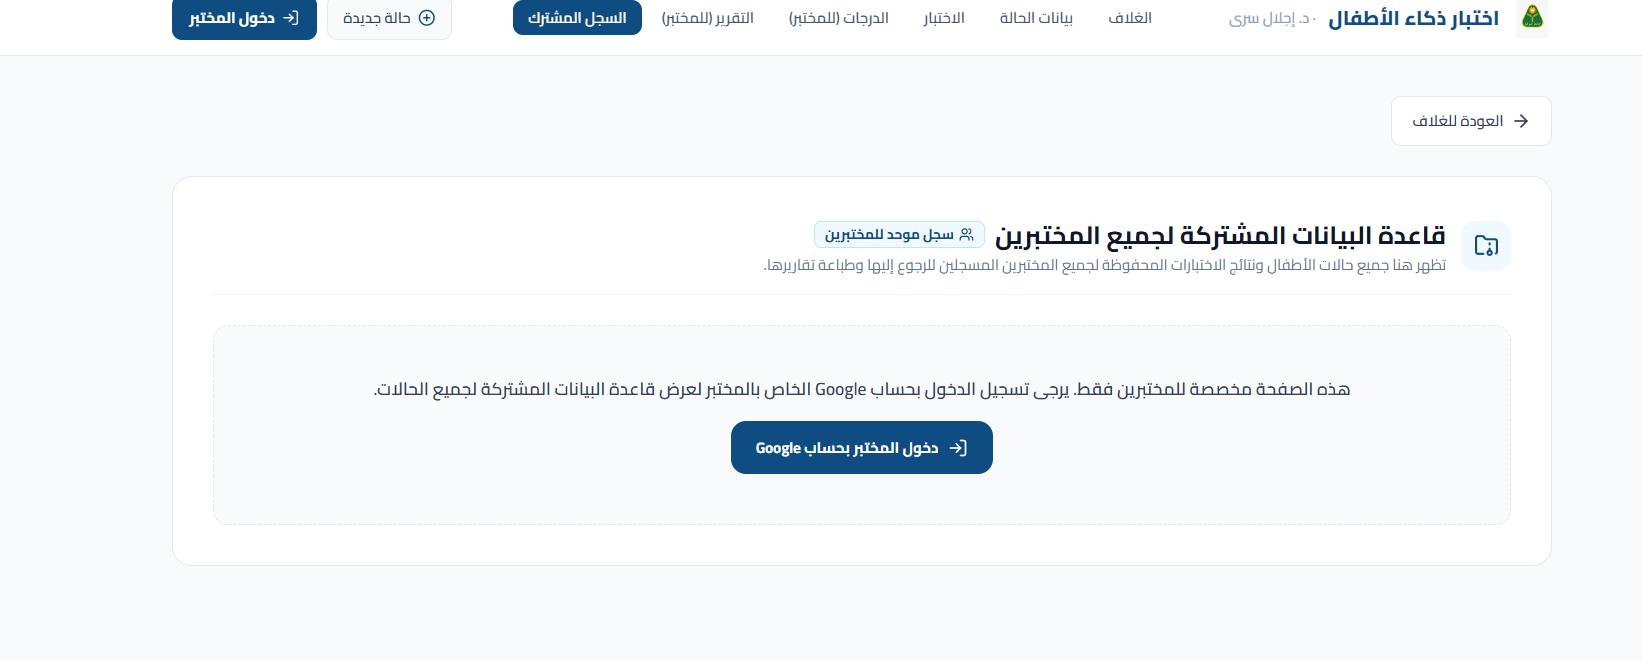 اختبار ذكاء الأطفال · د. إجلال سرى
الغلاف
بيانات الحالة
الاختبار
الدرجات (للمختبر)
التقرير (للمختبر)
السجل المشترك
حالة جديدة
دخول المختبر
العودة للغلاف
قاعدة البيانات المشتركة لجميع المختبرين
سجل موحد للمختبرين
تظهر هنا جميع حالات الأطفال ونتائج الاختبارات المحفوظة لجميع المختبرين المسجلين للرجوع إليها وطباعة تقاريرها.
هذه الصفحة مخصصة للمختبرين فقط. يرجى تسجيل الدخول بحساب Google الخاص بالمختبر لعرض قاعدة البيانات المشتركة لجميع الحالات.
دخول المختبر بحساب Google